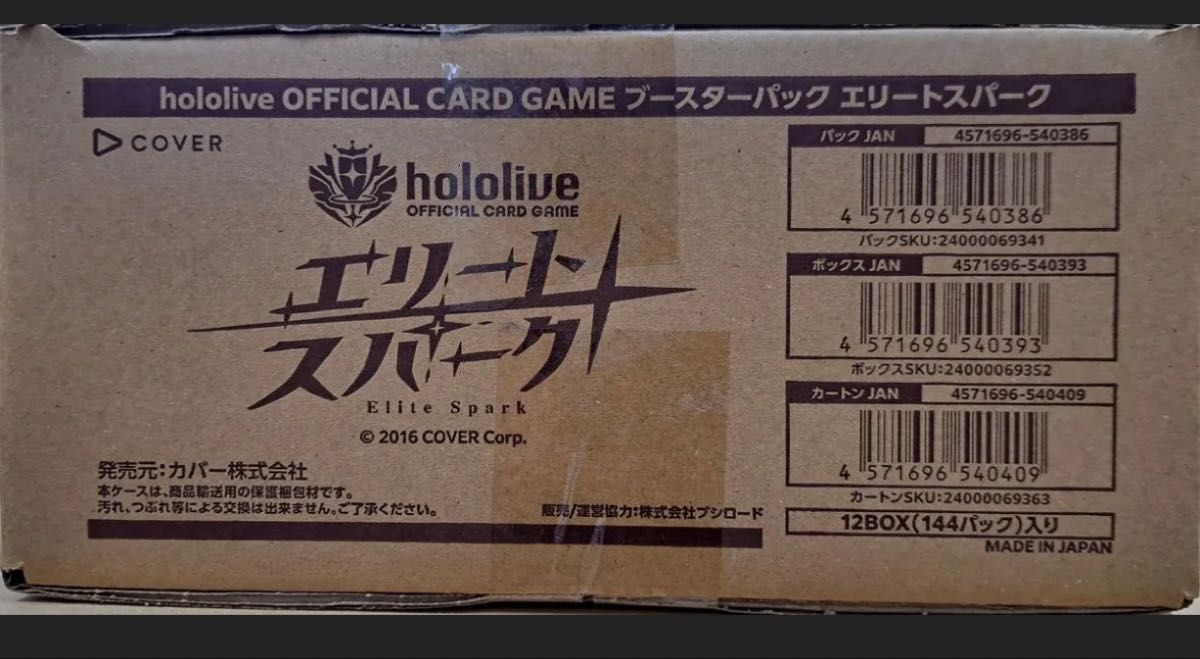 hololive OFFICIAL CARD GAME ブースターパック エリートスパーク
COVER
hololive
OFFICIAL CARD GAME
エリート
スパーク
Elite Spark
© 2016 COVER Corp.
発売元:カバー株式会社
本ケースは、商品輸送用の保護梱包材です。
汚れ、つぶれ等による交換は出来ません。ご了承ください。
販売/運営協力:株式会社ブシロード
パック JAN 4571696-540386
4 571696 540386
パックSKU:24000069341
ボックス JAN 4571696-540393
4 571696 540393
ボックスSKU:24000069352
カートン JAN 4571696-540409
4 571696 540409
カートンSKU:24000069363
12BOX(144パック)入り
MADE IN JAPAN